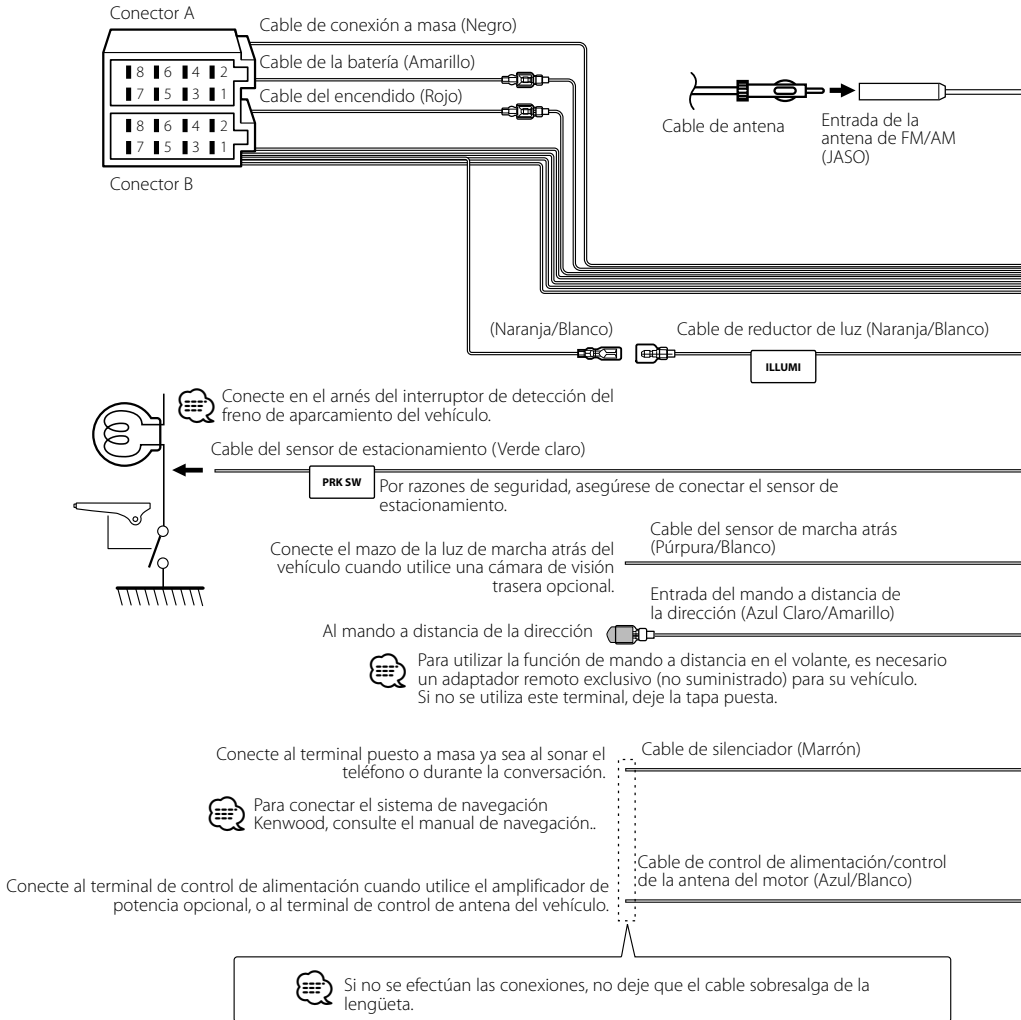 Conector A
Cable de conexión a masa (Negro)
Cable de la batería (Amarillo)
8 6 4 2
7 5 3 1
Cable del encendido (Rojo)
8 6 4 2
7 5 3 1
Conector B
Cable de antena
Entrada de la
antena de FM/AM
(JASO)
(Naranja/Blanco)
Cable de reductor de luz (Naranja/Blanco)
ILLUMI
Conecte en el arnés del interruptor de detección del
freno de aparcamiento del vehículo.
Cable del sensor de estacionamiento (Verde claro)
PRK SW
Por razones de seguridad, asegúrese de conectar el sensor de
estacionamiento.
Conecte el mazo de la luz de marcha atrás del
vehículo cuando utilice una cámara de visión
trasera opcional.
Cable del sensor de marcha atrás
(Púrpura/Blanco)
Entrada del mando a distancia de
la dirección (Azul Claro/Amarillo)
Al mando a distancia de la dirección
Para utilizar la función de mando a distancia en el volante, es necesario
un adaptador remoto exclusivo (no suministrado) para su vehículo.
Si no se utiliza este terminal, deje la tapa puesta.
Conecte al terminal puesto a masa ya sea al sonar el
teléfono o durante la conversación.
Cable de silenciador (Marrón)
Para conectar el sistema de navegación
Kenwood, consulte el manual de navegación..
Conecte al terminal de control de alimentación cuando utilice el amplificador de
potencia opcional, o al terminal de control de antena del vehículo.
Cable de control de alimentación/control
de la antena del motor (Azul/Blanco)
Si no se efectúan las conexiones, no deje que el cable sobresalga de la
lengüeta.